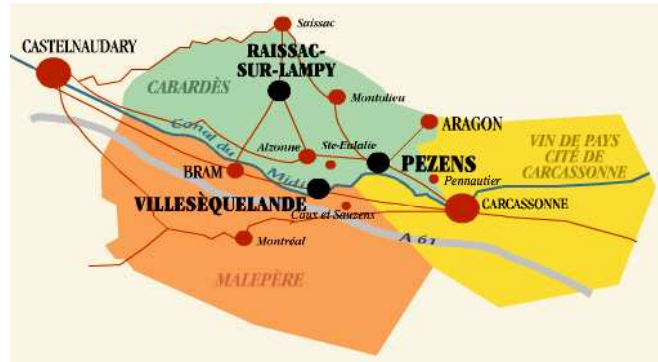 Saissac
CASTELNAUDARY
RAISSAC-
SUR-LAMPY
CABARDÈS
Montolieu
ARAGON
Canal du
Midi
Alzonne
Ste-Eulalie
VIN DE PAYS
CITÉ DE
CARCASSONNE
BRAM
PEZENS
Pennautier
VILLESÈQUELANDE
Caux et Sauzens
CARCASSONNE
Montréal
A 61
MALEPÈRE